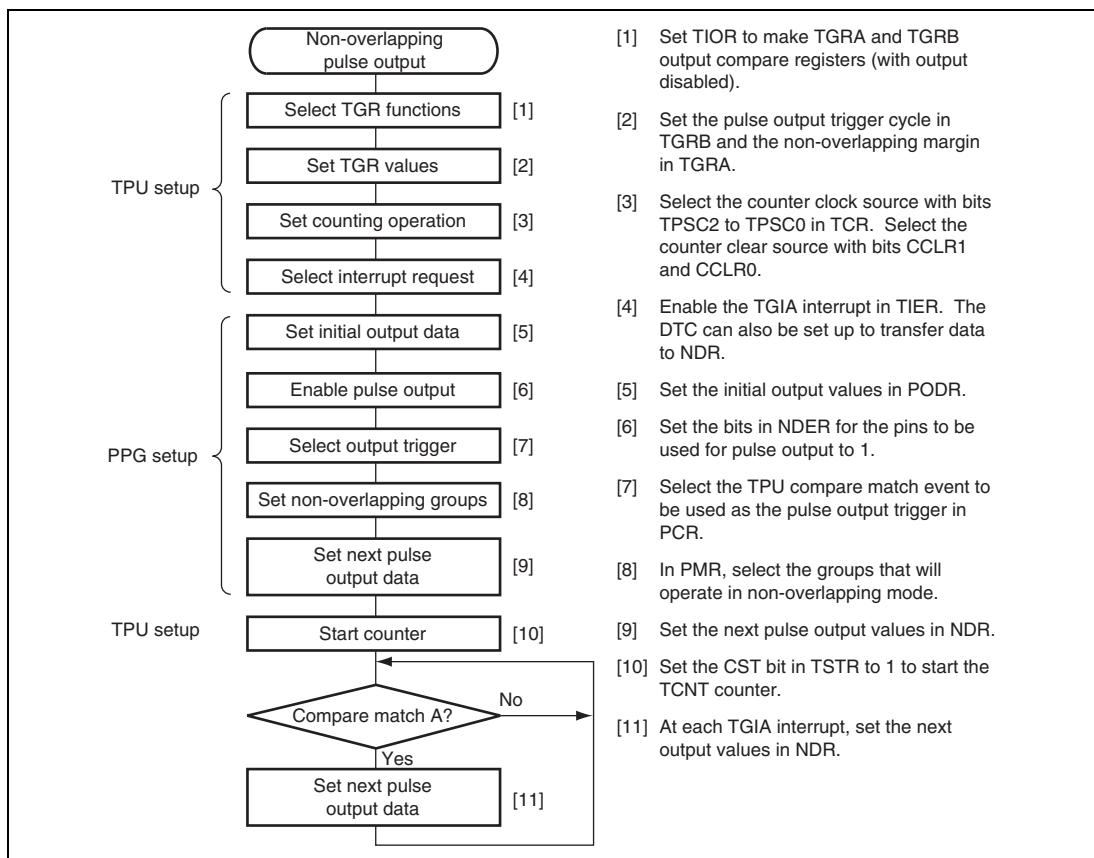 Non-overlapping
pulse output
TPU setup
Select TGR functions [1]
Set TGR values [2]
Set counting operation [3]
Select interrupt request [4]
PPG setup
Set initial output data [5]
Enable pulse output [6]
Select output trigger [7]
Set non-overlapping groups [8]
Set next pulse
output data [9]
TPU setup
Start counter [10]
Compare match A?
No
Yes
Set next pulse
output data [11]
[1] Set TIOR to make TGRA and TGRB
output compare registers (with output
disabled).
[2] Set the pulse output trigger cycle in
TGRB and the non-overlapping margin
in TGRA.
[3] Select the counter clock source with bits
TPSC2 to TPSC0 in TCR. Select the
counter clear source with bits CCLR1
and CCLR0.
[4] Enable the TGIA interrupt in TIER. The
DTC can also be set up to transfer data
to NDR.
[5] Set the initial output values in PODR.
[6] Set the bits in NDER for the pins to be
used for pulse output to 1.
[7] Select the TPU compare match event to
be used as the pulse output trigger in
PCR.
[8] In PMR, select the groups that will
operate in non-overlapping mode.
[9] Set the next pulse output values in NDR.
[10] Set the CST bit in TSTR to 1 to start the
TCNT counter.
[11] At each TGIA interrupt, set the next
output values in NDR.